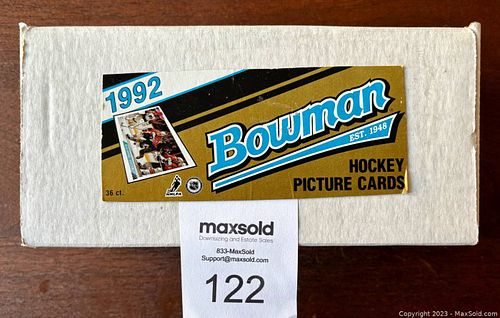 1992
Bowman
EST. 1948
HOCKEY
PICTURE CARDS
36 ct.
NHLPA
maxsold
Downsizing and Estate Sales
833-MaxSold
Support@maxsold.com
122
Copyright 2023 - MaxSold.com